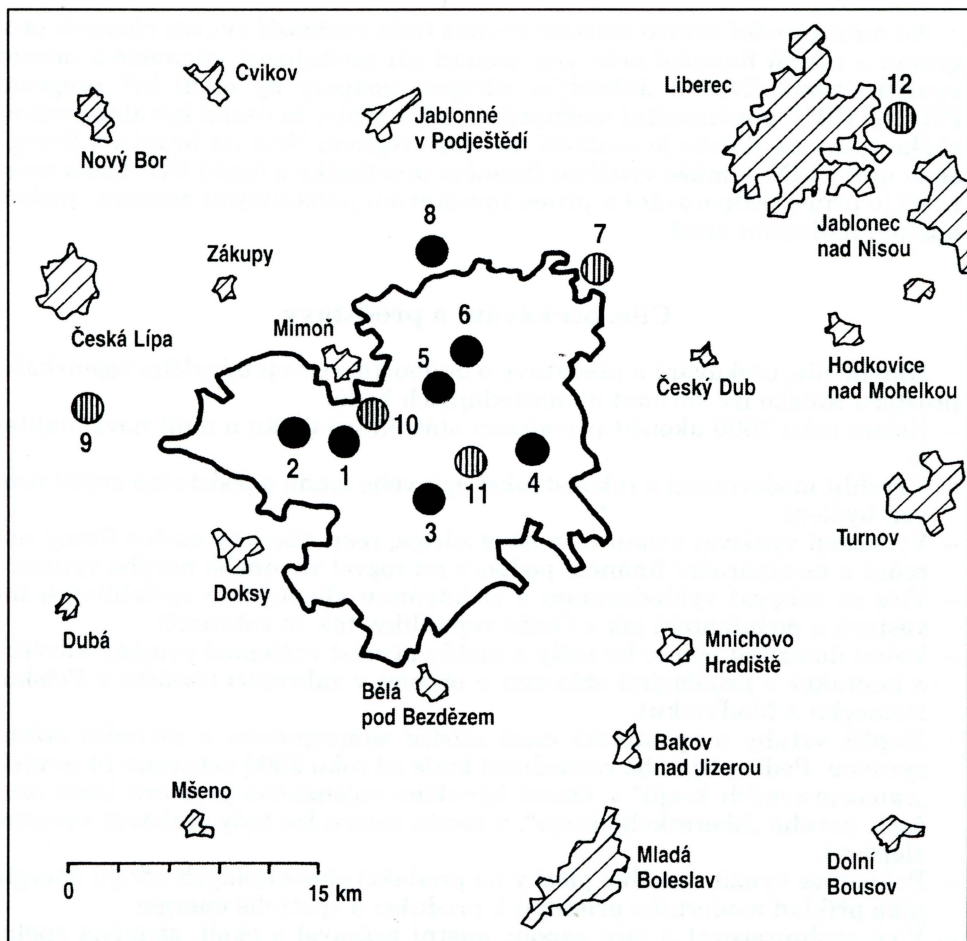 Cvikov
Nový Bor
Jablonné
v Podještědí
Liberec
12
Jablonec
nad Nisou
8
7
Zákupy
Česká Lípa
Mimoň
6
5
Český Dub
Hodkovice
nad Mohelkou
9
10
2
1
11
4
3
Turnov
Doksy
Dubá
Mnichovo
Hradiště
Bělá
pod Bezdězem
Bakov
nad Jizerou
Mšeno
0
15 km
Mladá
Boleslav
Dolní
Bousov